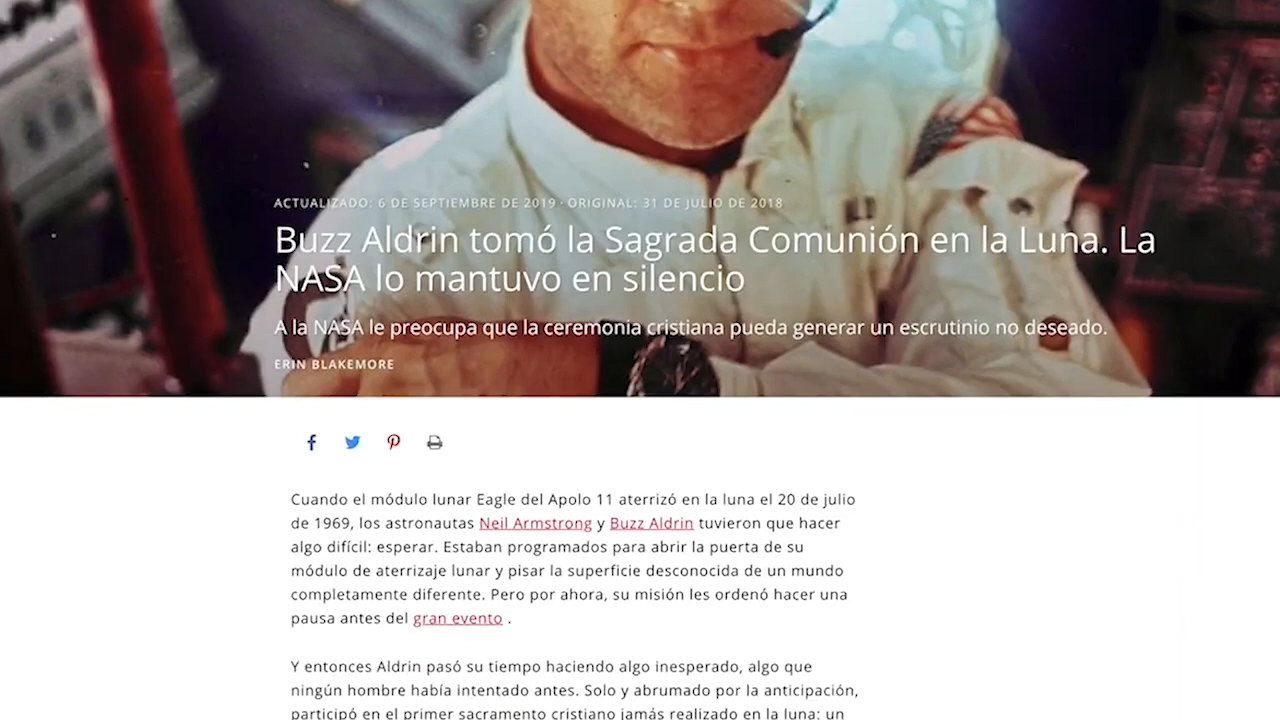 ACTUALIZADO: 6 DE SEPTIEMBRE DE 2019 · ORIGINAL: 31 DE JULIO DE 2018
Buzz Aldrin tomó la Sagrada Comunión en la Luna. La
NASA lo mantuvo en silencio
A la NASA le preocupa que la ceremonia cristiana pueda generar un escrutinio no deseado.
ERIN BLAKEMORE
Cuando el módulo lunar Eagle del Apolo 11 aterrizó en la luna el 20 de julio
de 1969, los astronautas Neil Armstrong y Buzz Aldrin tuvieron que hacer
algo difícil: esperar. Estaban programados para abrir la puerta de su
módulo de aterrizaje lunar y pisar la superficie desconocida de un mundo
completamente diferente. Pero por ahora, su misión les ordenó hacer una
pausa antes del gran evento .
Y entonces Aldrin pasó su tiempo haciendo algo inesperado, algo que
ningún hombre había intentado antes. Solo y abrumado por la anticipación,
participó en el primer sacramento cristiano jamás realizado en la luna: un